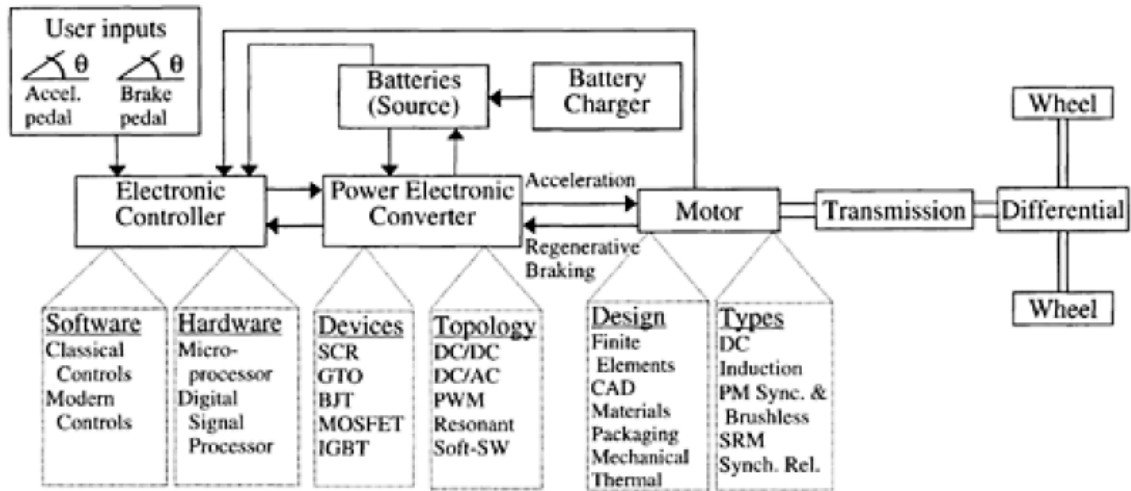 User inputs
θ θ
Accel. Brake
pedal pedal
Batteries
(Source)
Battery
Charger
Wheel
Electronic
Controller
Power Electronic
Converter
Acceleration
Regenerative
Braking
Motor
Transmission
Differential
Wheel
Software
Classical
Controls
Modern
Controls
Hardware
Micro-
processor
Digital
Signal
Processor
Devices
SCR
GTO
BJT
MOSFET
IGBT
Topology
DC/DC
DC/AC
PWM
Resonant
Soft-SW
Design
Finite
Elements
CAD
Materials
Packaging
Mechanical
Thermal
Types
DC
Induction
PM Sync. &
Brushless
SRM
Synch. Rel.